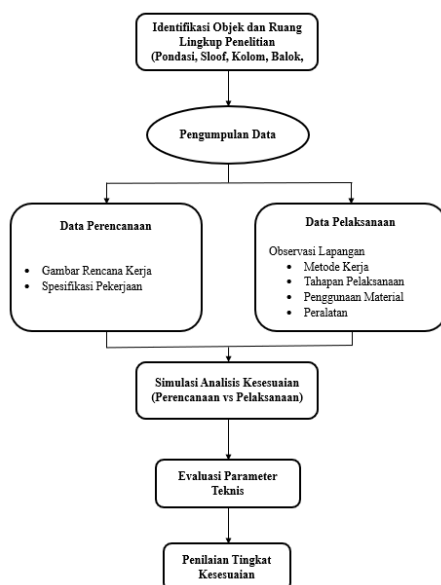 Identifikasi Objek dan Ruang
Lingkup Penelitian
(Pondasi, Sloof, Kolom, Balok,
Pengumpulan Data
Data Perencanaan
• Gambar Rencana Kerja
• Spesifikasi Pekerjaan
Data Pelaksanaan
Observasi Lapangan
• Metode Kerja
• Tahapan Pelaksanaan
• Penggunaan Material
• Peralatan
Simulasi Analisis Kesesuaian
(Perencanaan vs Pelaksanaan)
Evaluasi Parameter
Teknis
Penilaian Tingkat
Kesesuaian